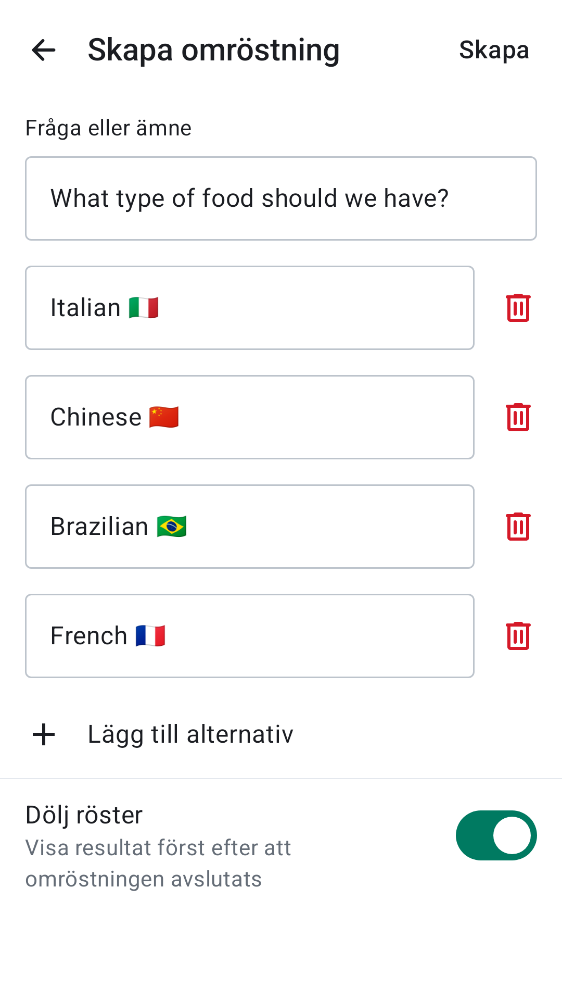 Skapa omröstning
Skapa
Fråga eller ämne
What type of food should we have?
Italian 🇮🇹
Chinese 🇨🇳
Brazilian 🇧🇷
French 🇫🇷
Lägg till alternativ
Dölj röster
Visa resultat först efter att
omröstningen avslutats